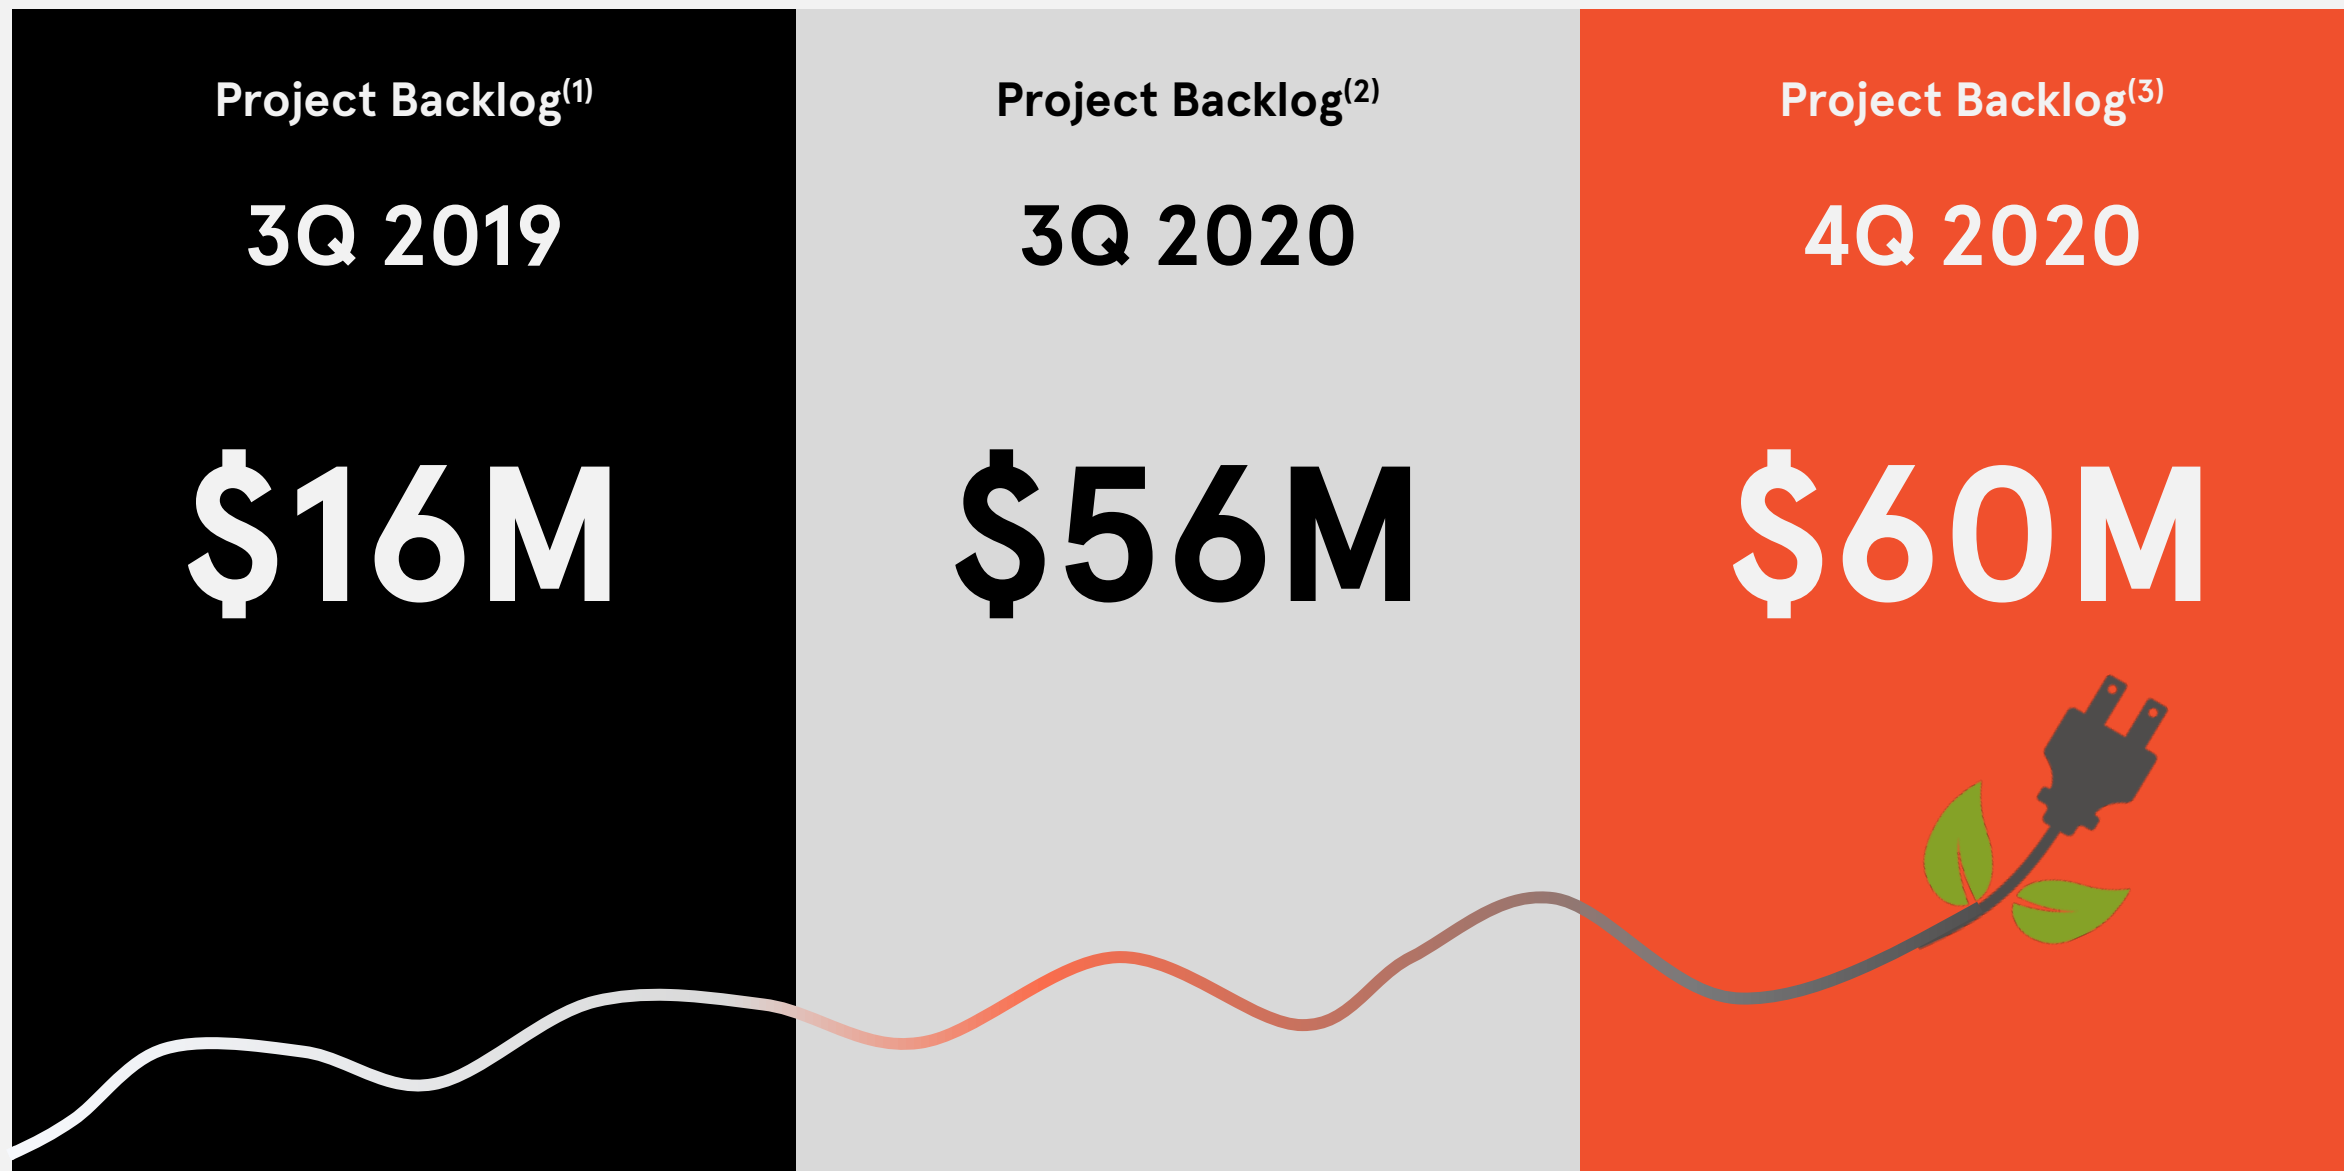 Project Backlog(1)
3Q 2019
$16M
Project Backlog(2)
3Q 2020
$56M
Project Backlog(3)
4Q 2020
$60M